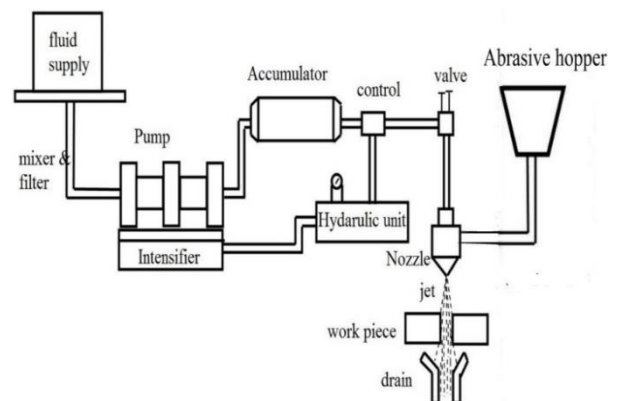 fluid
supply
Accumulator
control
valve
Abrasive hopper
mixer &
filter
Pump
Hydarulic unit
Intensifier
Nozzle
jet
work piece
drain